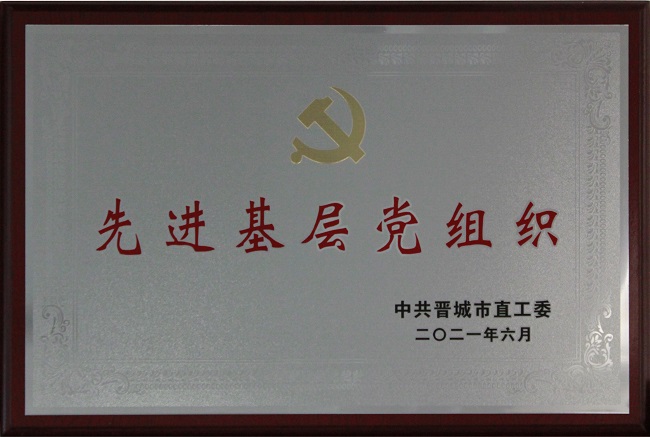 先进基层党组织
中共晋城市直工委
二〇二一年六月